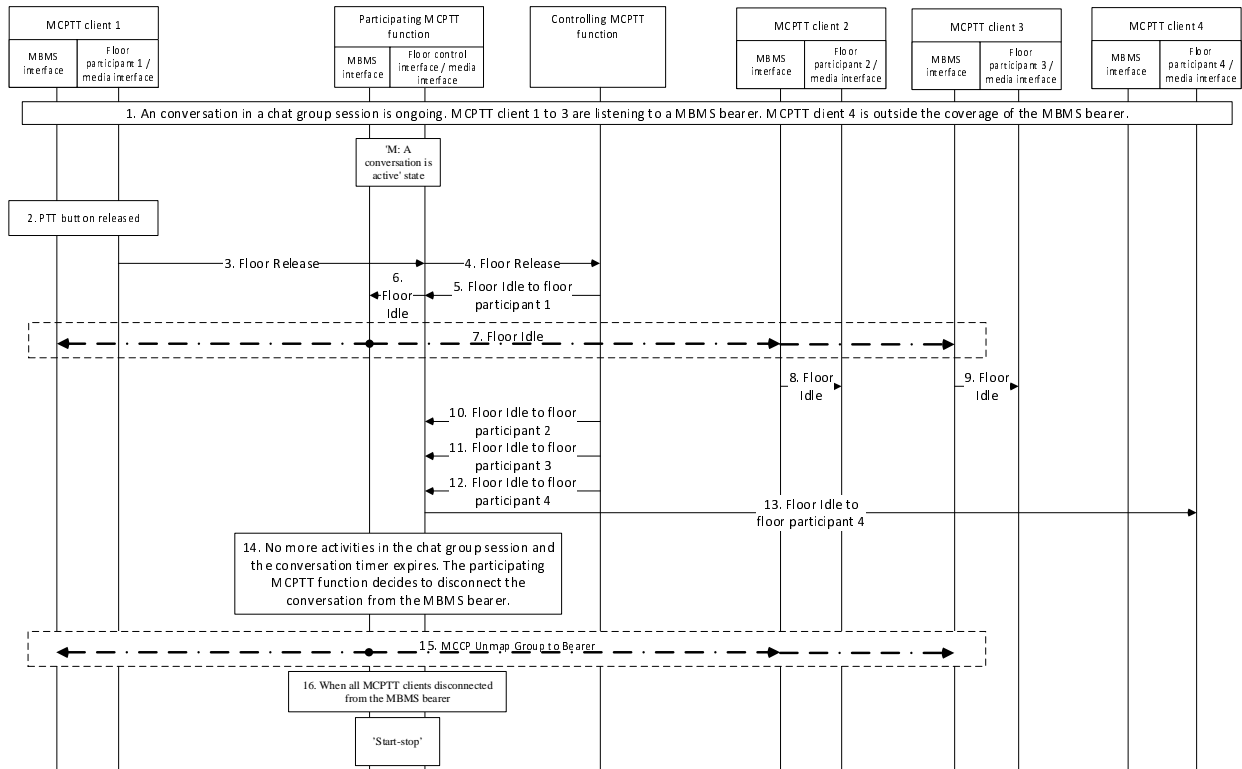 MCPTT client 1
MBMS
interface
Floor
participant 1 /
media interface
Participating MCPTT
function
MBMS
interface
Floor control
interface / media
interface
Controlling MCPTT
function
MCPTT client 2
MBMS
interface
Floor
participant 2 /
media interface
MCPTT client 3
MBMS
interface
Floor
participant 3 /
media interface
MCPTT client 4
MBMS
interface
Floor
participant 4 /
media interface
1. An conversation in a chat group session is ongoing. MCPTT client 1 to 3 are listening to a MBMS bearer. MCPTT client 4 is outside the coverage of the MBMS bearer.
'M: A
conversation is
active' state
2. PTT button released
3. Floor Release
4. Floor Release
5. Floor Idle to floor
participant 1
6.
Floor
Idle
7. Floor Idle
8. Floor
Idle
9. Floor
Idle
10. Floor Idle to floor
participant 2
11. Floor Idle to floor
participant 3
12. Floor Idle to floor
participant 4
13. Floor Idle to
floor participant 4
14. No more activities in the chat group session and
the conversation timer expires. The participating
MCPTT function decides to disconnect the
conversation from the MBMS bearer.
15. MCCP Unmap Group to Bearer
16. When all MCPTT clients disconnected
from the MBMS bearer
'Start-stop'